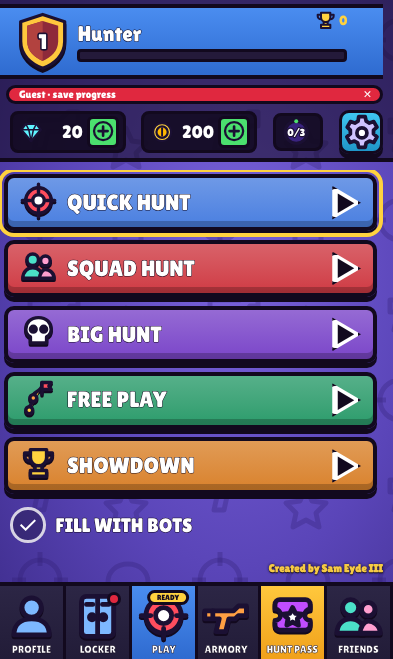 1
Hunter
0
Guest · save progress
×
20
200
0/3
QUICK HUNT
SQUAD HUNT
BIG HUNT
FREE PLAY
SHOWDOWN
FILL WITH BOTS
Created by Sam Eyde III
READY
PROFILE
LOCKER
PLAY
ARMORY
HUNT PASS
FRIENDS